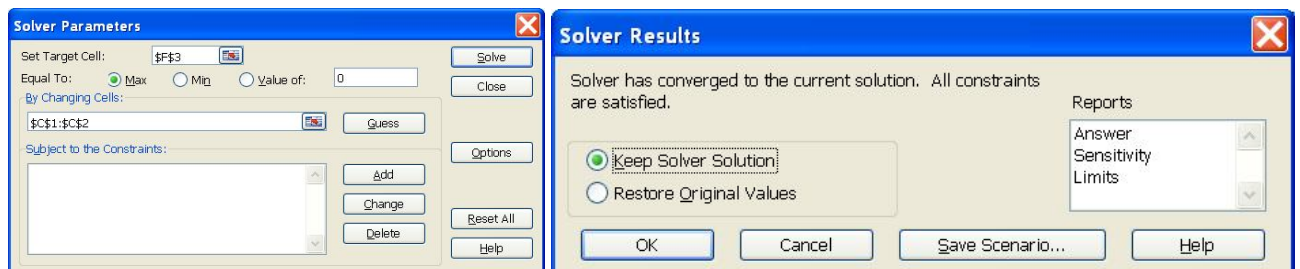 Solver Parameters
Set Target Cell: $F$3
Solve
Equal To: Max Min Value of: 0
Close
By Changing Cells:
$C$1:$C$2
Guess
Subject to the Constraints:
Options
Add
Change
Reset All
Delete
Help
Solver Results
Solver has converged to the current solution. All constraints
are satisfied.
Reports
Answer
Sensitivity
Limits
Keep Solver Solution
Restore Original Values
OK Cancel Save Scenario... Help